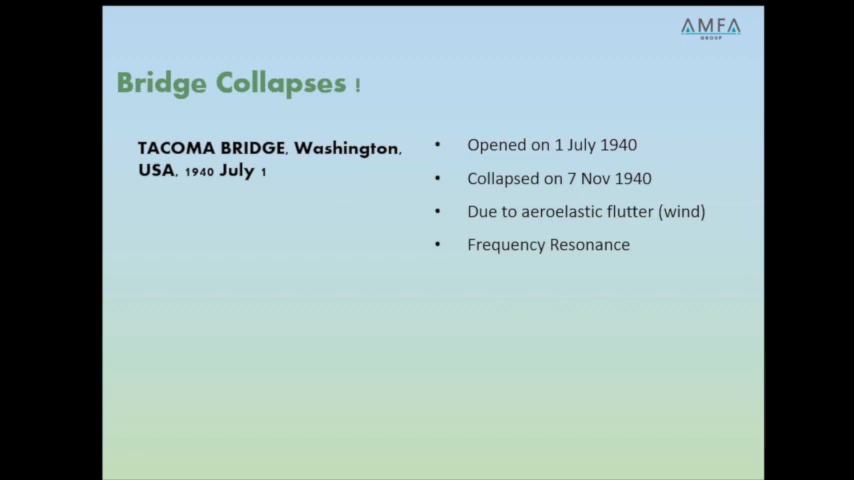 AMFA
GROUP
Bridge Collapses !
TACOMA BRIDGE, Washington,
USA, 1940 July 1
• Opened on 1 July 1940
• Collapsed on 7 Nov 1940
• Due to aeroelastic flutter (wind)
• Frequency Resonance